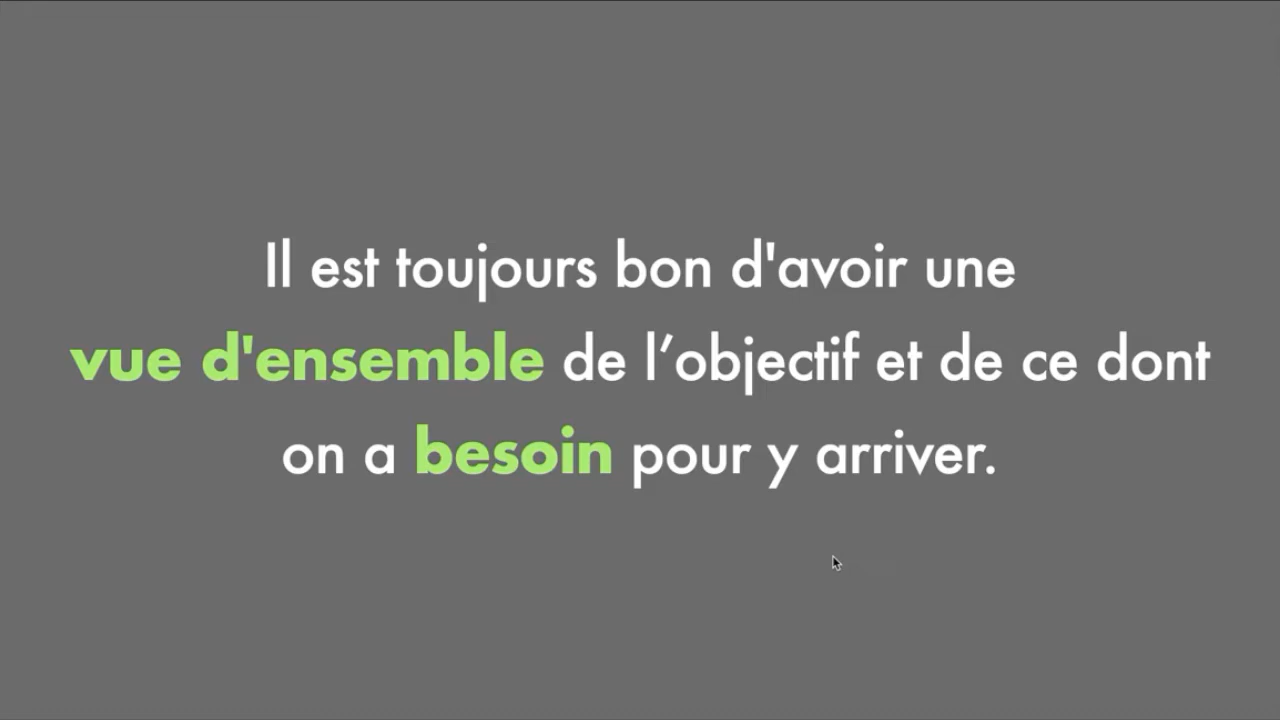 Il est toujours bon d'avoir une
vue d'ensemble de l’objectif et de ce dont
on a besoin pour y arriver.